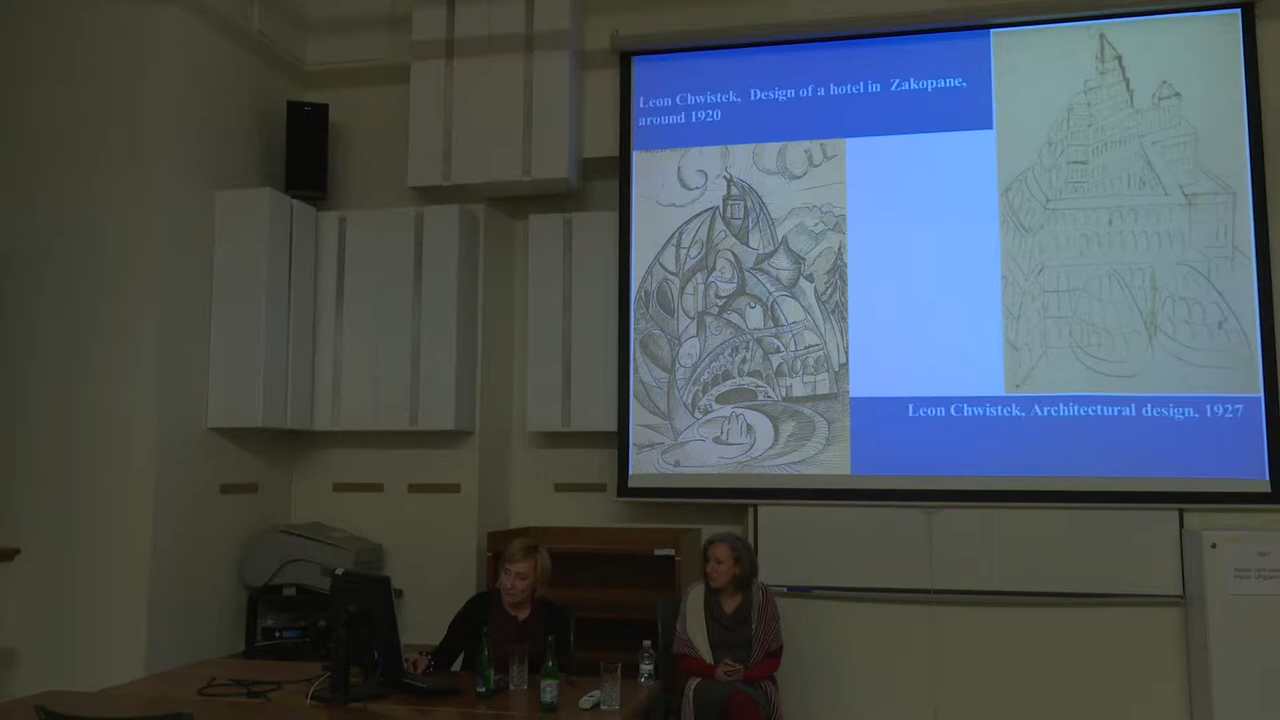 Leon Chwistek, Design of a hotel in Zakopane,
around 1920
Leon Chwistek, Architectural design, 1927